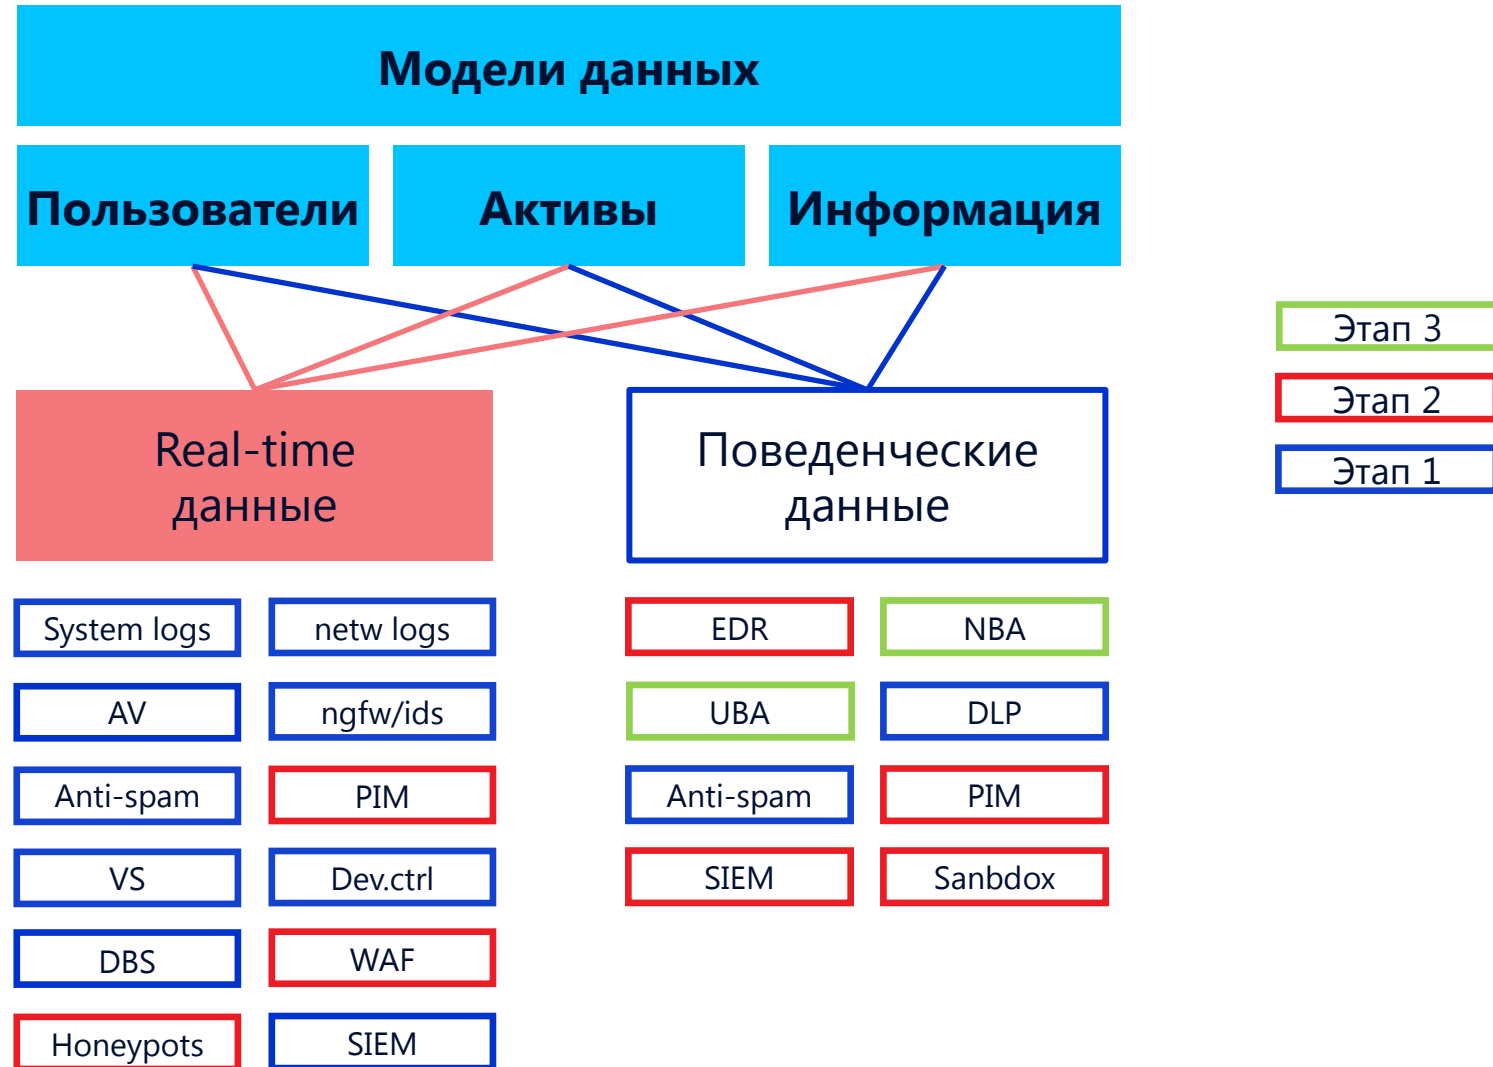 Модели данных
Пользователи
Активы
Информация
Этап 3
Этап 2
Этап 1
Real-time
данные
Поведенческие
данные
System logs
netw logs
EDR
NBA
AV
ngfw/ids
UBA
DLP
Anti-spam
PIM
Anti-spam
PIM
VS
Dev.ctrl
SIEM
Sanbdox
DBS
WAF
Honeypots
SIEM